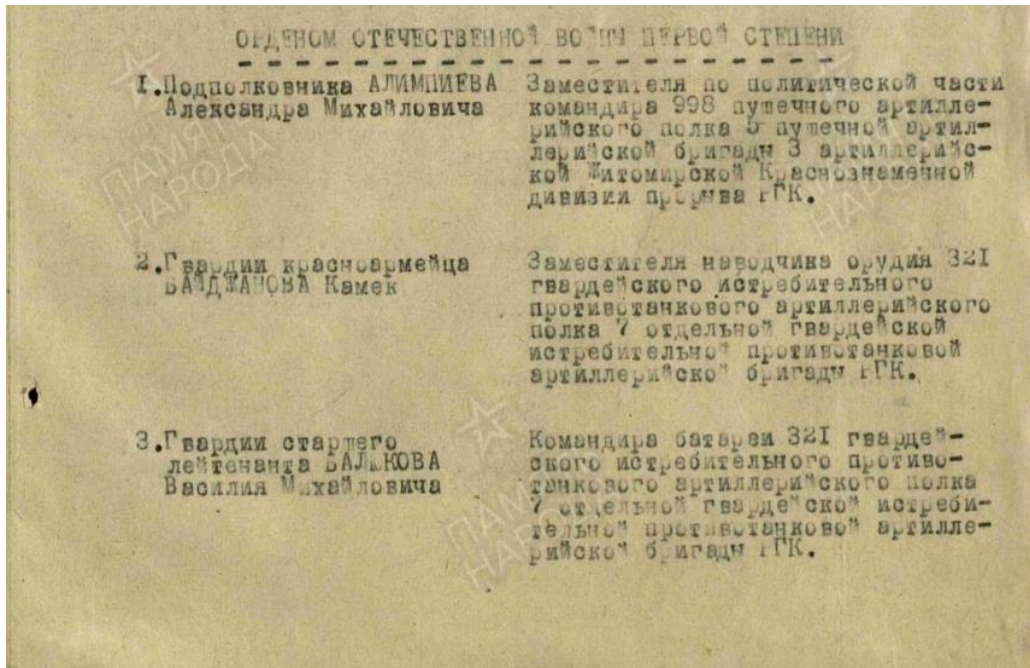 ОРДЕНОМ ОТЕЧЕСТВЕННОЙ ВОЙНЫ ПЕРВОЙ СТЕПЕНИ
1.Подполковника АЛИМПИЕВА
Александра Михайловича
Заместителя по политической части
командира 998 пушечного артилле-
рийского полка 5 пушечной артил-
лерийской бригады 3 артиллерийс-
кой Житомирской Краснознаменной
дивизии прорыва РГК.
2.Гвардии красноармейца
БАЙДЖАНОВА Камек
Заместителя наводчика орудия 321
гвардейского истребительного
противотанкового артиллерийского
полка 7 отдельной гвардейской
истребительной противотанковой
артиллерийской бригады РГК.
3.Гвардии старшего
лейтенанта
Василия Михайловича
Командира батареи 321 гвардей-
ского истребительного противо-
танкового артиллерийского полка
7 отдельной гвардейской истреби-
тельной противотанковой артилле-
рийской бригады РГК.
ПАМЯТЬ
НАРОДА